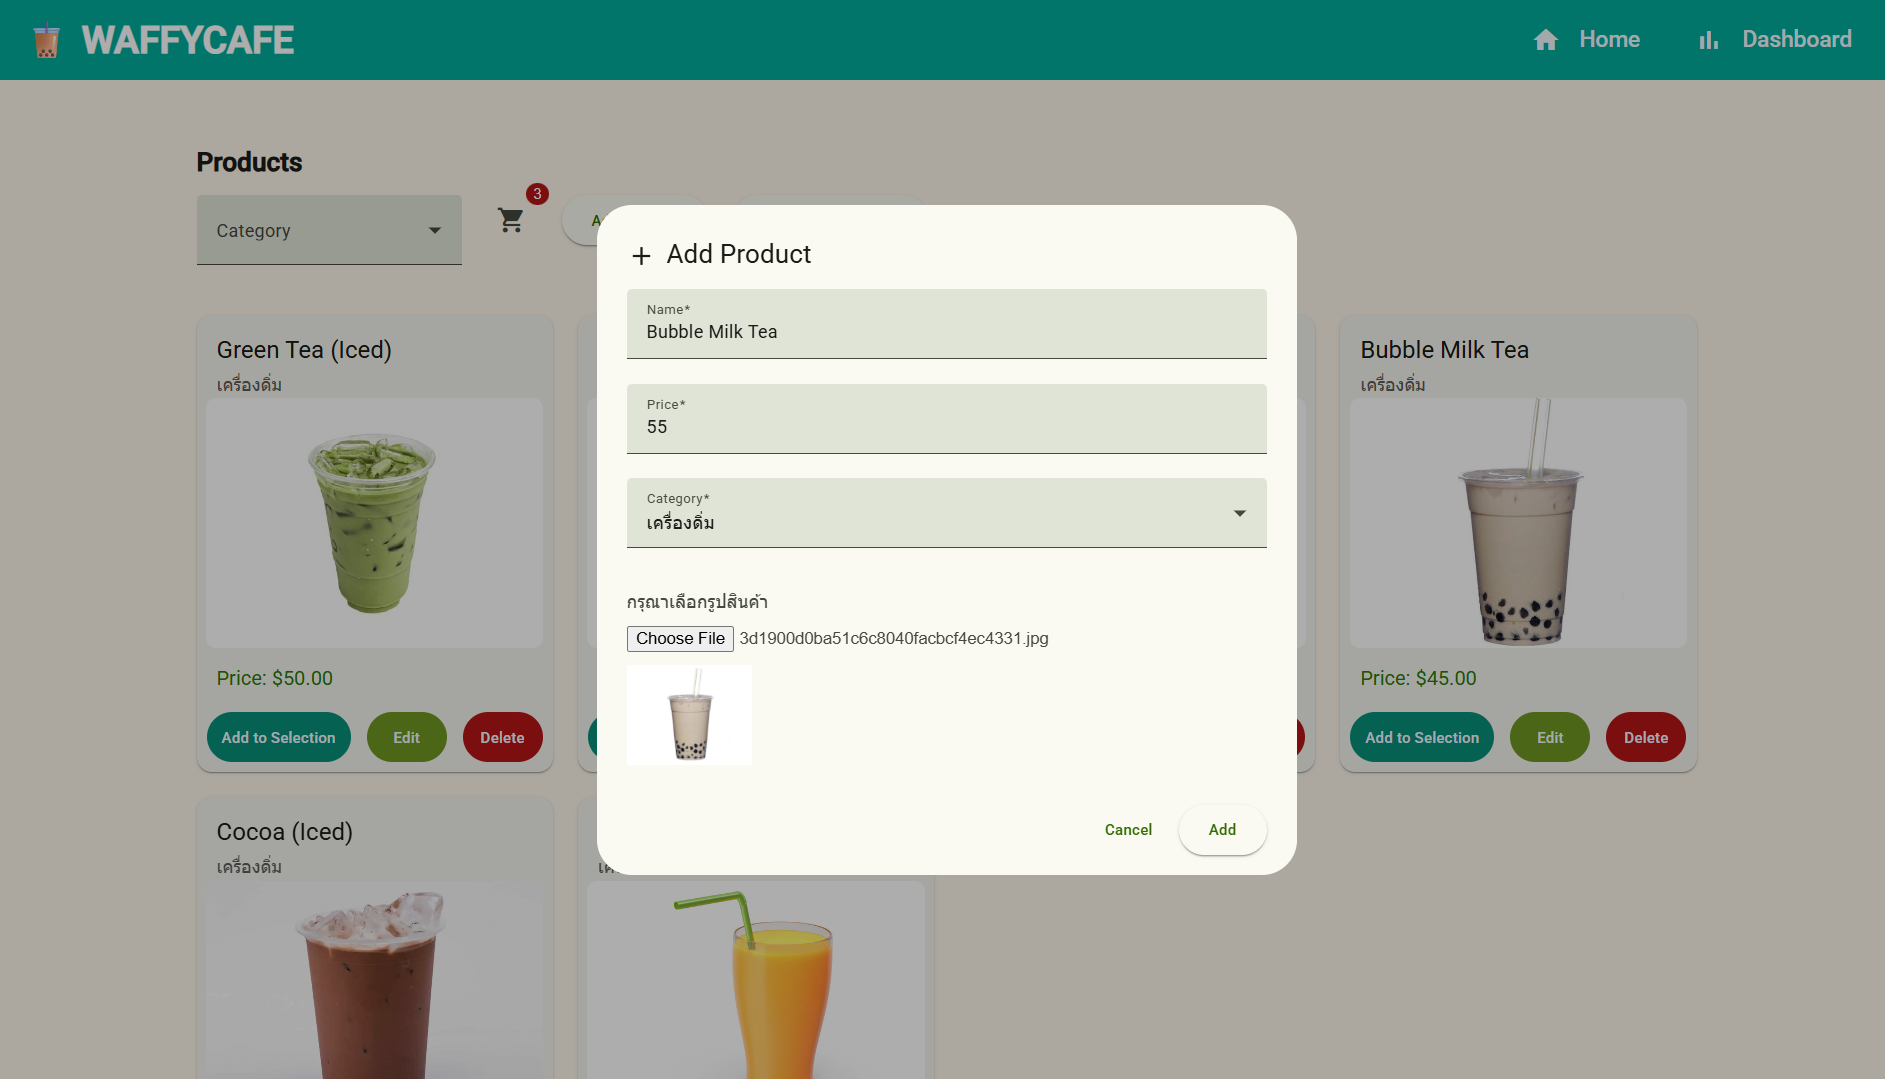 WAFFYCAFE
Home
Dashboard
Products
Category
3
Add Product
Name*
Bubble Milk Tea
Price*
55
Category*
เครื่องดื่ม
กรุณาเลือกรูปสินค้า
Choose File 3d1900d0ba51c6c8040facbcf4ec4331.jpg
Cancel
Add
Green Tea (Iced)
เครื่องดื่ม
Price: $50.00
Add to Selection
Edit
Delete
Bubble Milk Tea
เครื่องดื่ม
Price: $45.00
Add to Selection
Edit
Delete
Cocoa (Iced)
เครื่องดื่ม